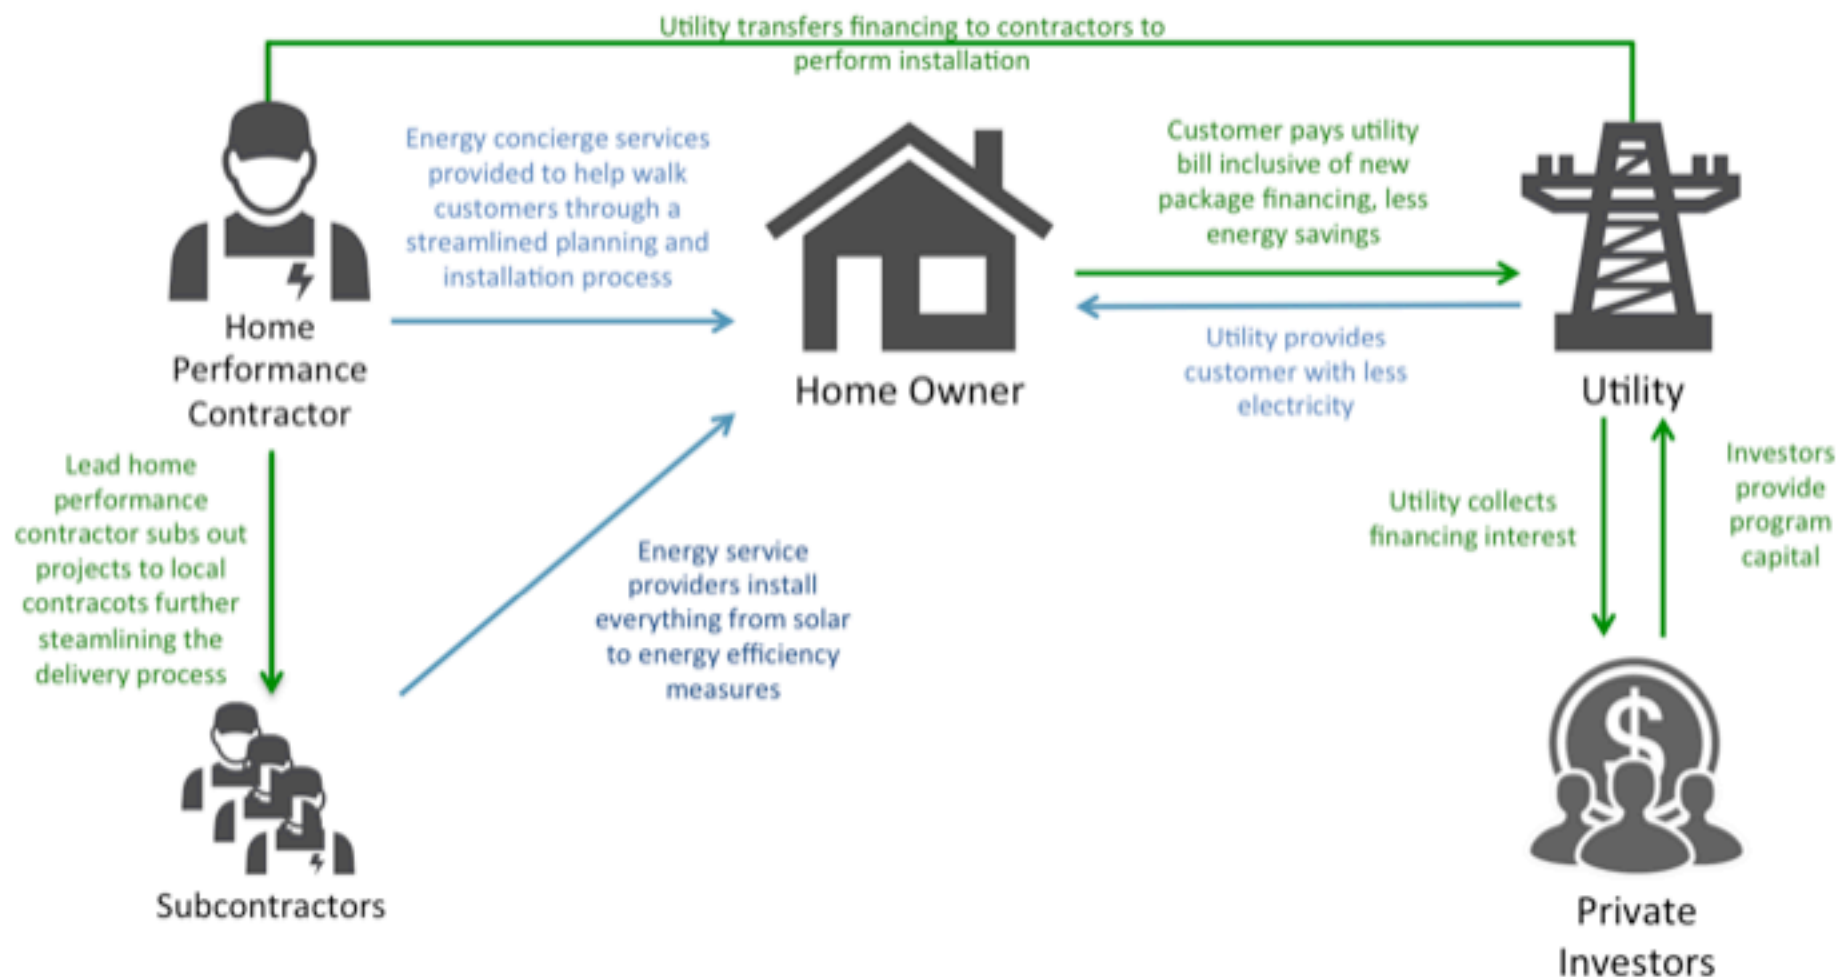 Utility transfers financing to contractors to
perform installation
Energy concierge services
provided to help walk
customers through a
streamlined planning and
installation process
Customer pays utility
bill inclusive of new
package financing, less
energy savings
Home
Performance
Contractor
Home Owner
Utility provides
customer with less
electricity
Utility
Lead home
performance
contractor subs out
projects to local
contracots further
steamlining the
delivery process
Energy service
providers install
everything from solar
to energy efficiency
measures
Utility collects
financing interest
Investors
provide
program
capital
$
Subcontractors
Private
Investors